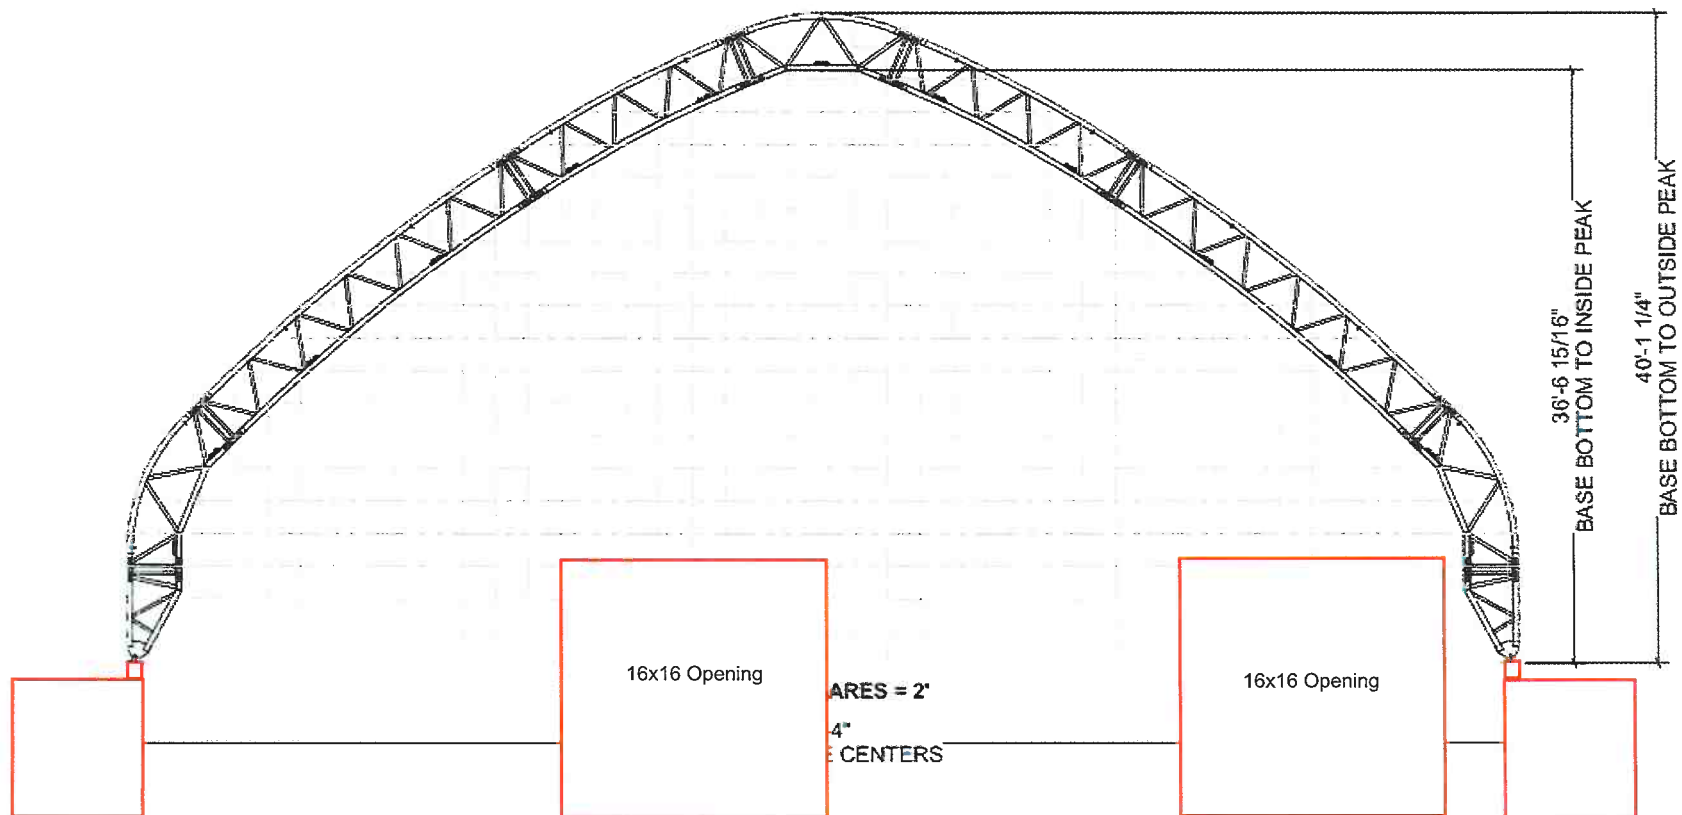 36'-6 15/16"
BASE BOTTOM TO INSIDE PEAK
40'-1 1/4"
BASE BOTTOM TO OUTSIDE PEAK
16x16 Opening
16x16 Opening
ARES = 2'
-4"
E CENTERS